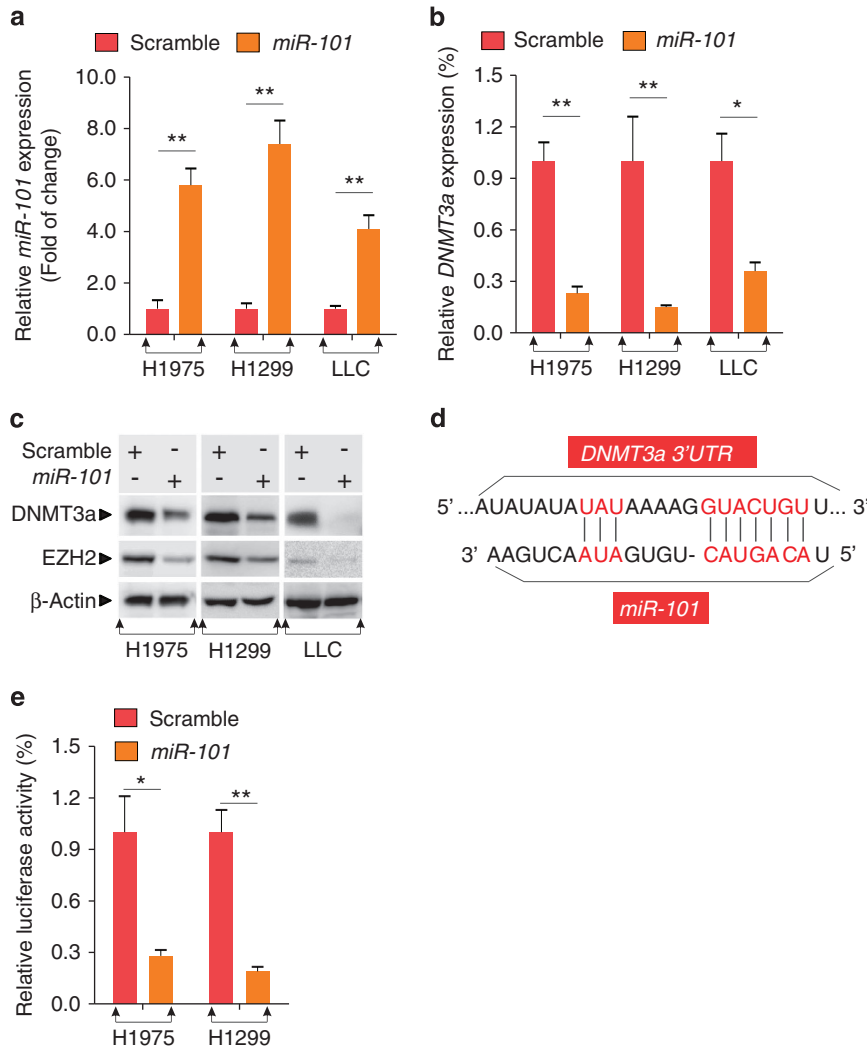 a
Scramble miR-101
Relative miR-101 expression
(Fold of change)
10.0
8.0
6.0
4.0
2.0
0.0
** ** **
H1975 H1299 LLC
b
Scramble miR-101
Relative DNMT3a expression (%)
1.5
1.2
0.9
0.6
0.3
0.0
** ** *
H1975 H1299 LLC
c
Scramble + - + - + -
miR-101 - + - + - +
DNMT3a
EZH2
β-Actin
H1975 H1299 LLC
d
DNMT3a 3'UTR
5' ...AUAUAUAUAUAAAAGGUACUGUU... 3'
3' AAGUCAAUAGUGU- CAUGACAU 5'
miR-101
e
Scramble
miR-101
Relative luciferase activity (%)
1.5
1.2
0.9
0.6
0.3
0.0
* **
H1975 H1299